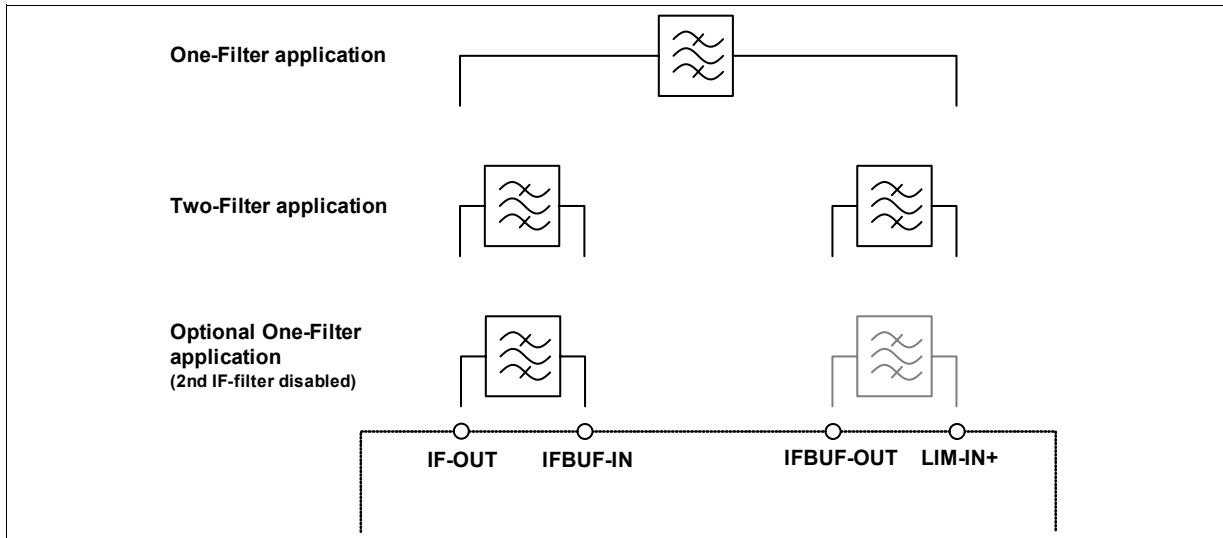 One-Filter application
Two-Filter application
Optional One-Filter
application
(2nd IF-filter disabled)
IF-OUT
IFBUF-IN
IFBUF-OUT
LIM-IN+